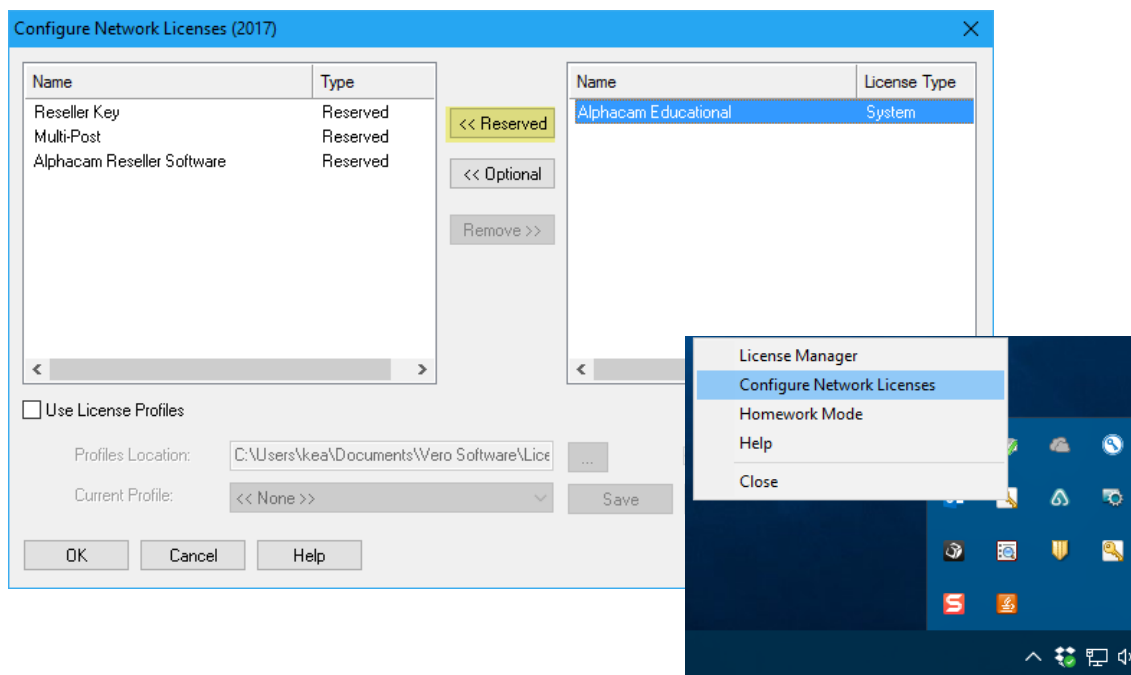 Configure Network Licenses (2017)
Name Type
Reseller Key Reserved
Multi-Post Reserved
Alphacam Reseller Software Reserved
<< Reserved
<< Optional
Remove >>
Name License Type
Alphacam Educational System
Use License Profiles
Profiles Location: C:\Users\kea\Documents\Vero Software\Lice ...
Current Profile: << None >> Save
OK Cancel Help
License Manager
Configure Network Licenses
Homework Mode
Help
Close